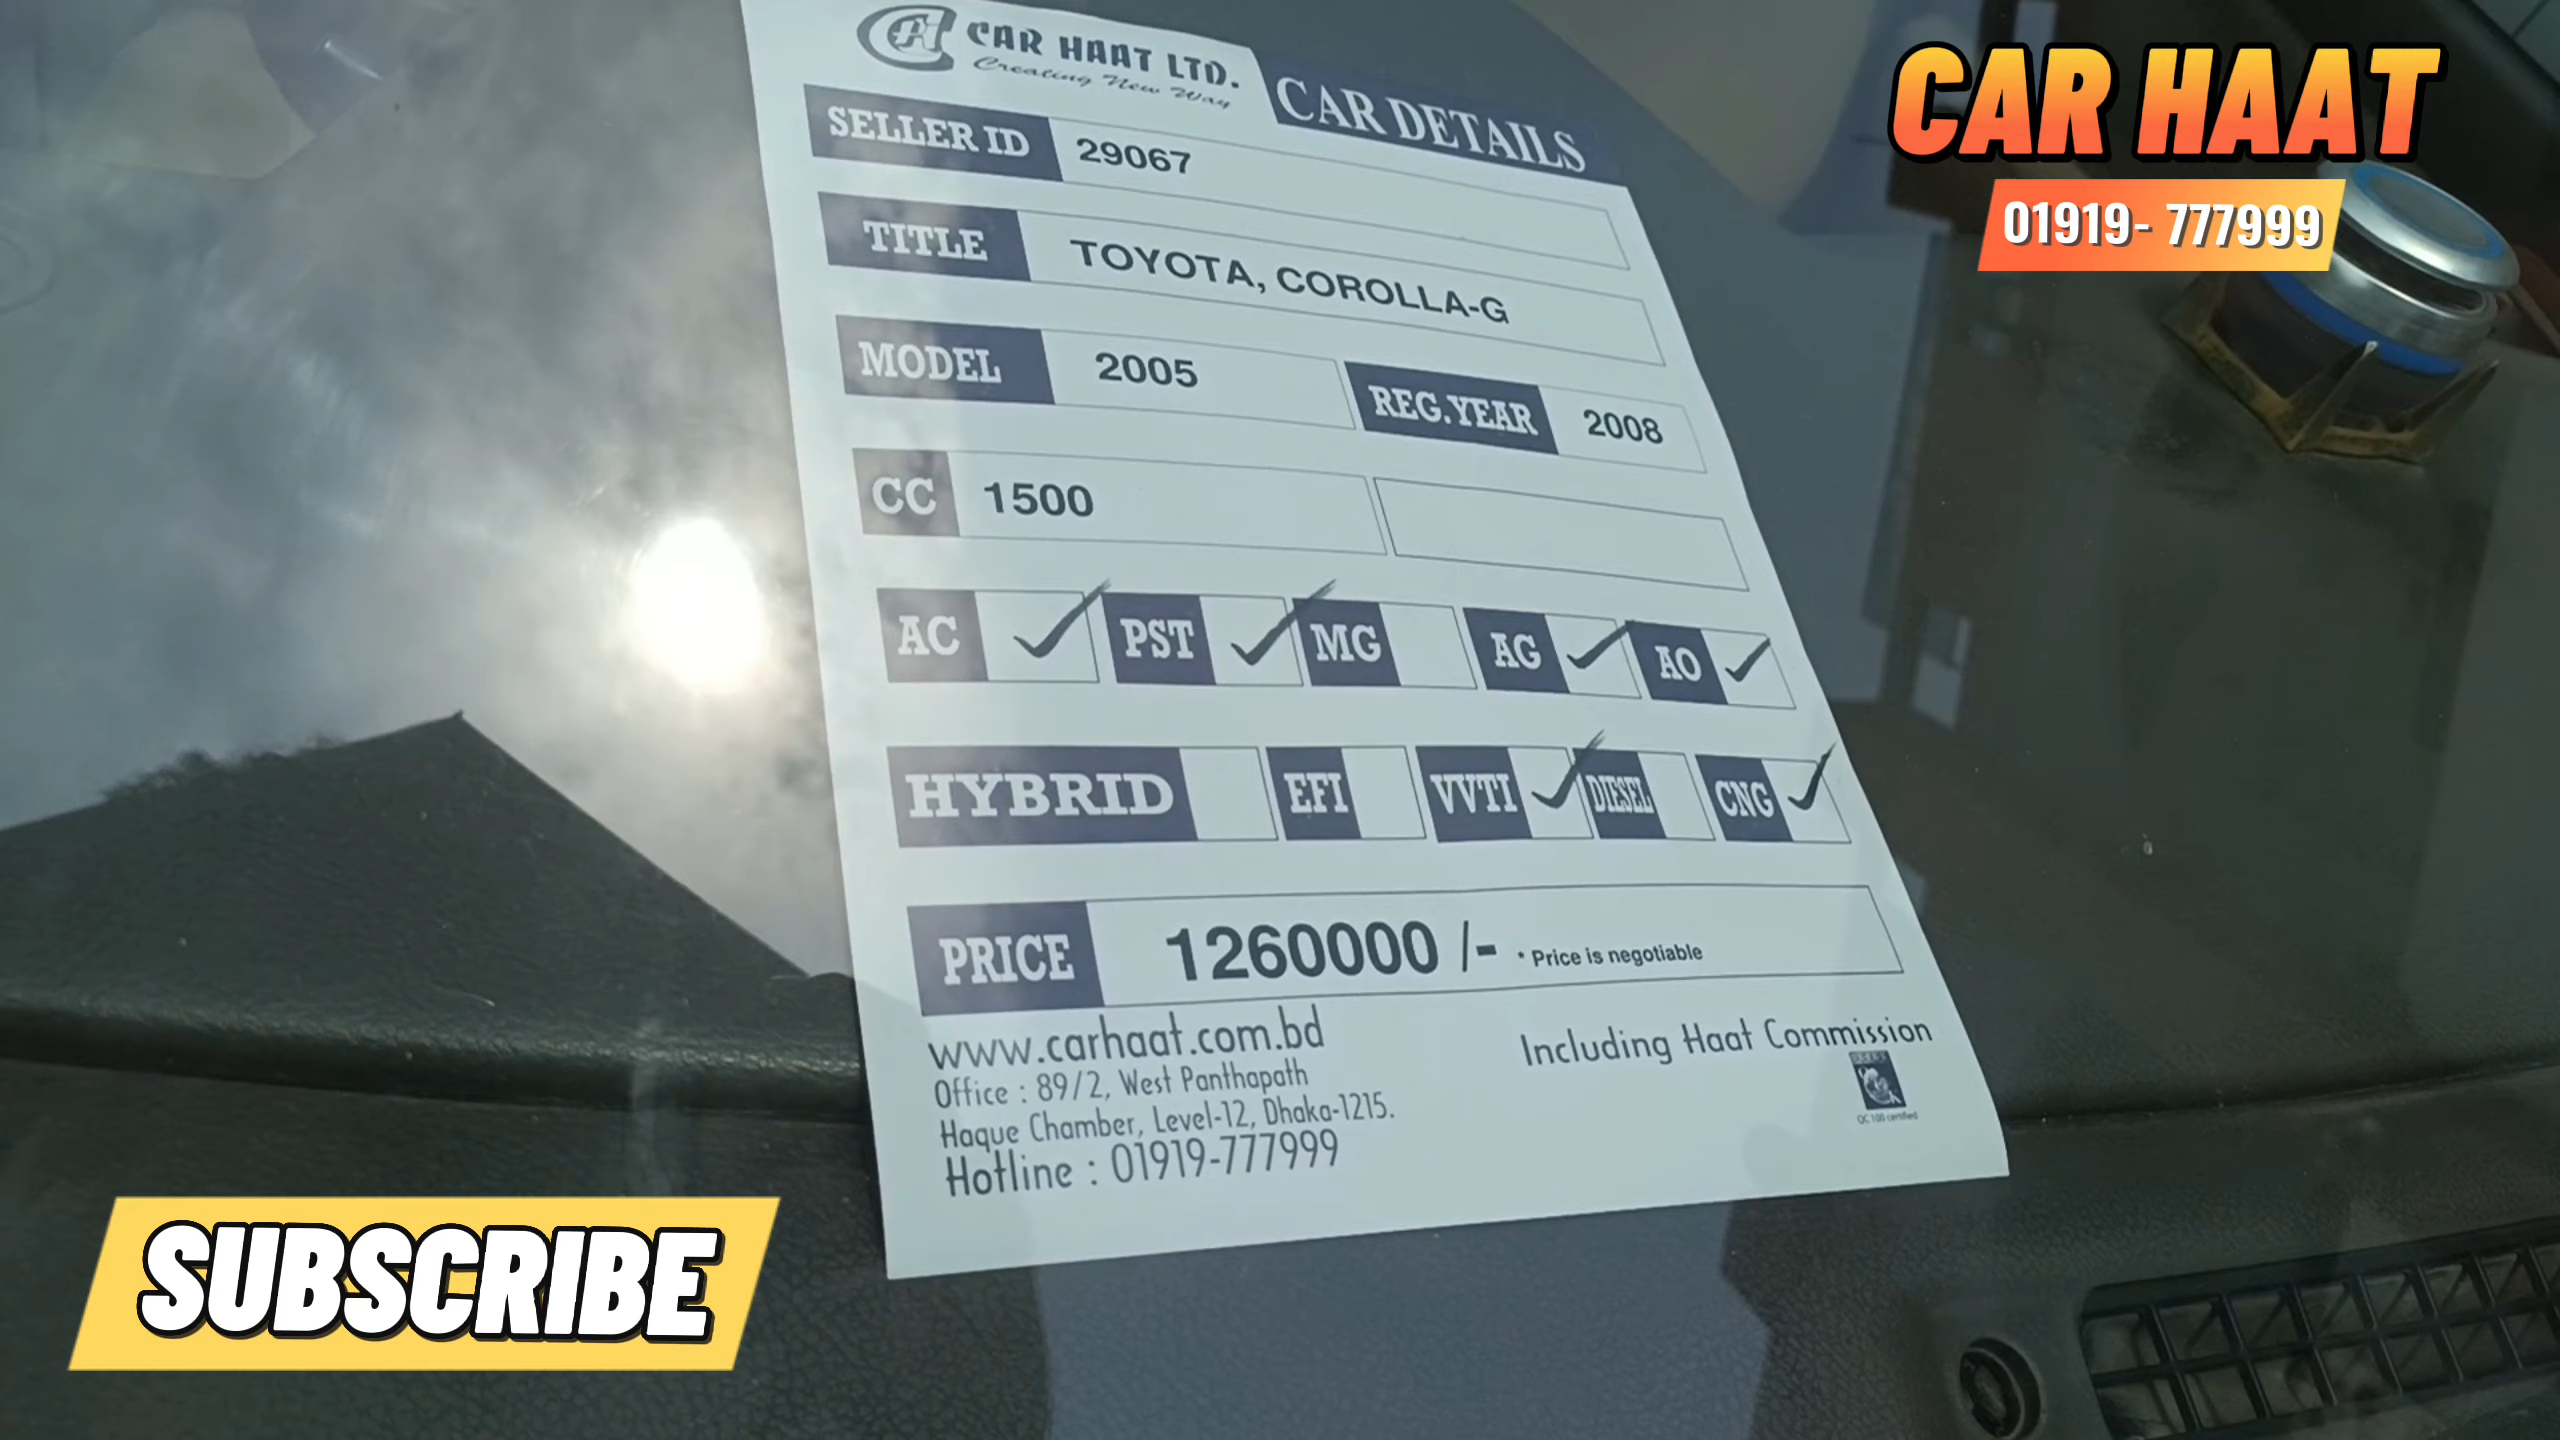 CAR HAAT LTD.
Creating New Way
CAR DETAILS
SELLER ID 29067
TITLE TOYOTA, COROLLA-G
MODEL 2005 REG.YEAR 2008
CC 1500
AC ✓ PST ✓ MG AG ✓ AO ✓
HYBRID EFI VVTI ✓ DIESEL CNG ✓
PRICE 1260000 /- * Price is negotiable
www.carhaat.com.bd
Office : 89/2, West Panthapath
Haque Chamber, Level-12, Dhaka-1215.
Hotline : 01919-777999
Including Haat Commission
QC 100 certified
CAR HAAT
01919- 777999
SUBSCRIBE